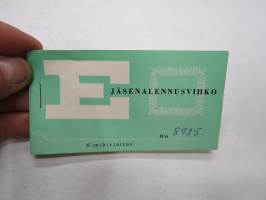 E
JÄSENALENNUSVIHKO
N:o 8935
Nimikirjoitus